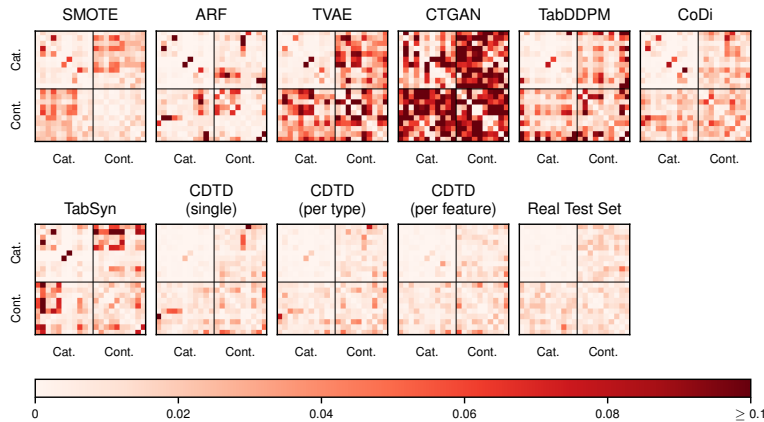 SMOTE ARF TVAE CTGAN TabDDPM CoDi
Cat.
Cont.
Cat. Cont. Cat. Cont. Cat. Cont. Cat. Cont. Cat. Cont. Cat. Cont.
TabSyn CDTD (single) CDTD (per type) CDTD (per feature) Real Test Set
Cat.
Cont.
Cat. Cont. Cat. Cont. Cat. Cont. Cat. Cont. Cat. Cont.
0 0.02 0.04 0.06 0.08 ≥ 0.1